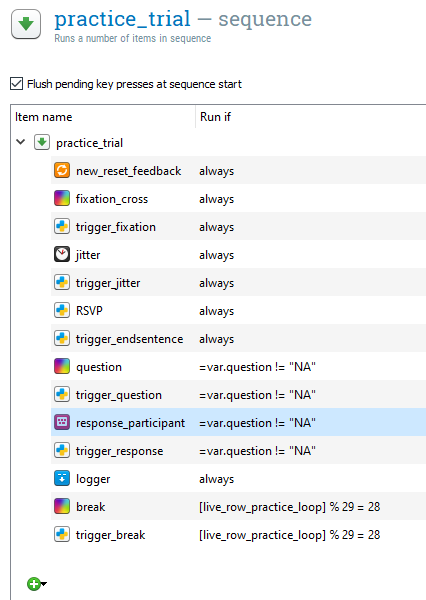 practice_trial — sequence
Runs a number of items in sequence
Flush pending key presses at sequence start
Item name Run if
practice_trial
new_reset_feedback always
fixation_cross always
trigger_fixation always
jitter always
trigger_jitter always
RSVP always
trigger_endsentence always
question =var.question != "NA"
trigger_question =var.question != "NA"
response_participant =var.question != "NA"
trigger_response =var.question != "NA"
logger always
break [live_row_practice_loop] % 29 = 28
trigger_break [live_row_practice_loop] % 29 = 28